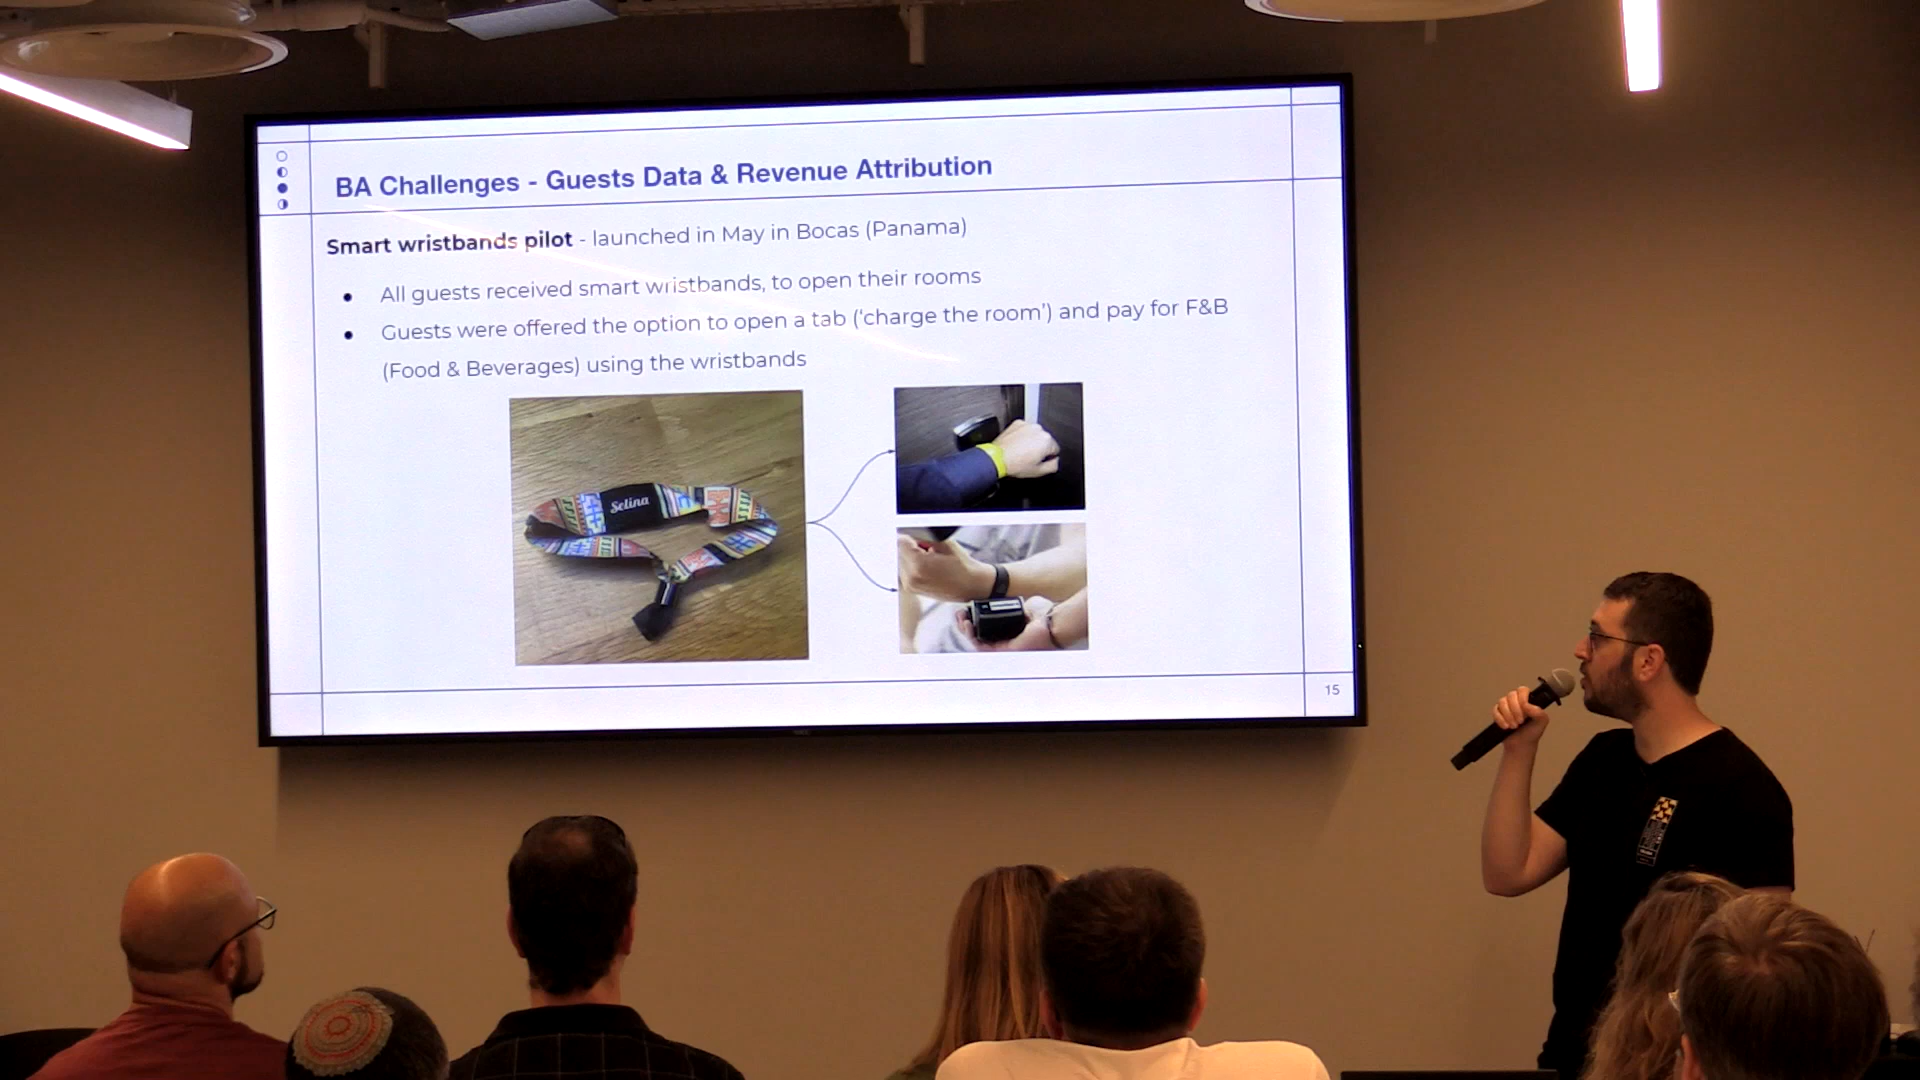 BA Challenges - Guests Data & Revenue Attribution
Smart wristbands pilot - launched in May in Bocas (Panama)
● All guests received smart wristbands, to open their rooms
● Guests were offered the option to open a tab (‘charge the room’) and pay for F&B
(Food & Beverages) using the wristbands
Selina
15